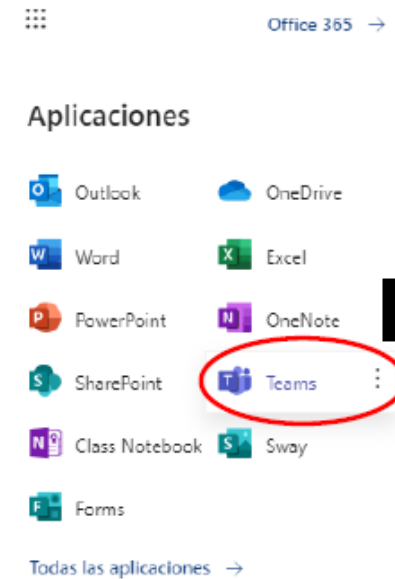 Office 365 →
Aplicaciones
Outlook OneDrive
Word Excel
PowerPoint OneNote
SharePoint Teams
Class Notebook Sway
Forms
Todas las aplicaciones →